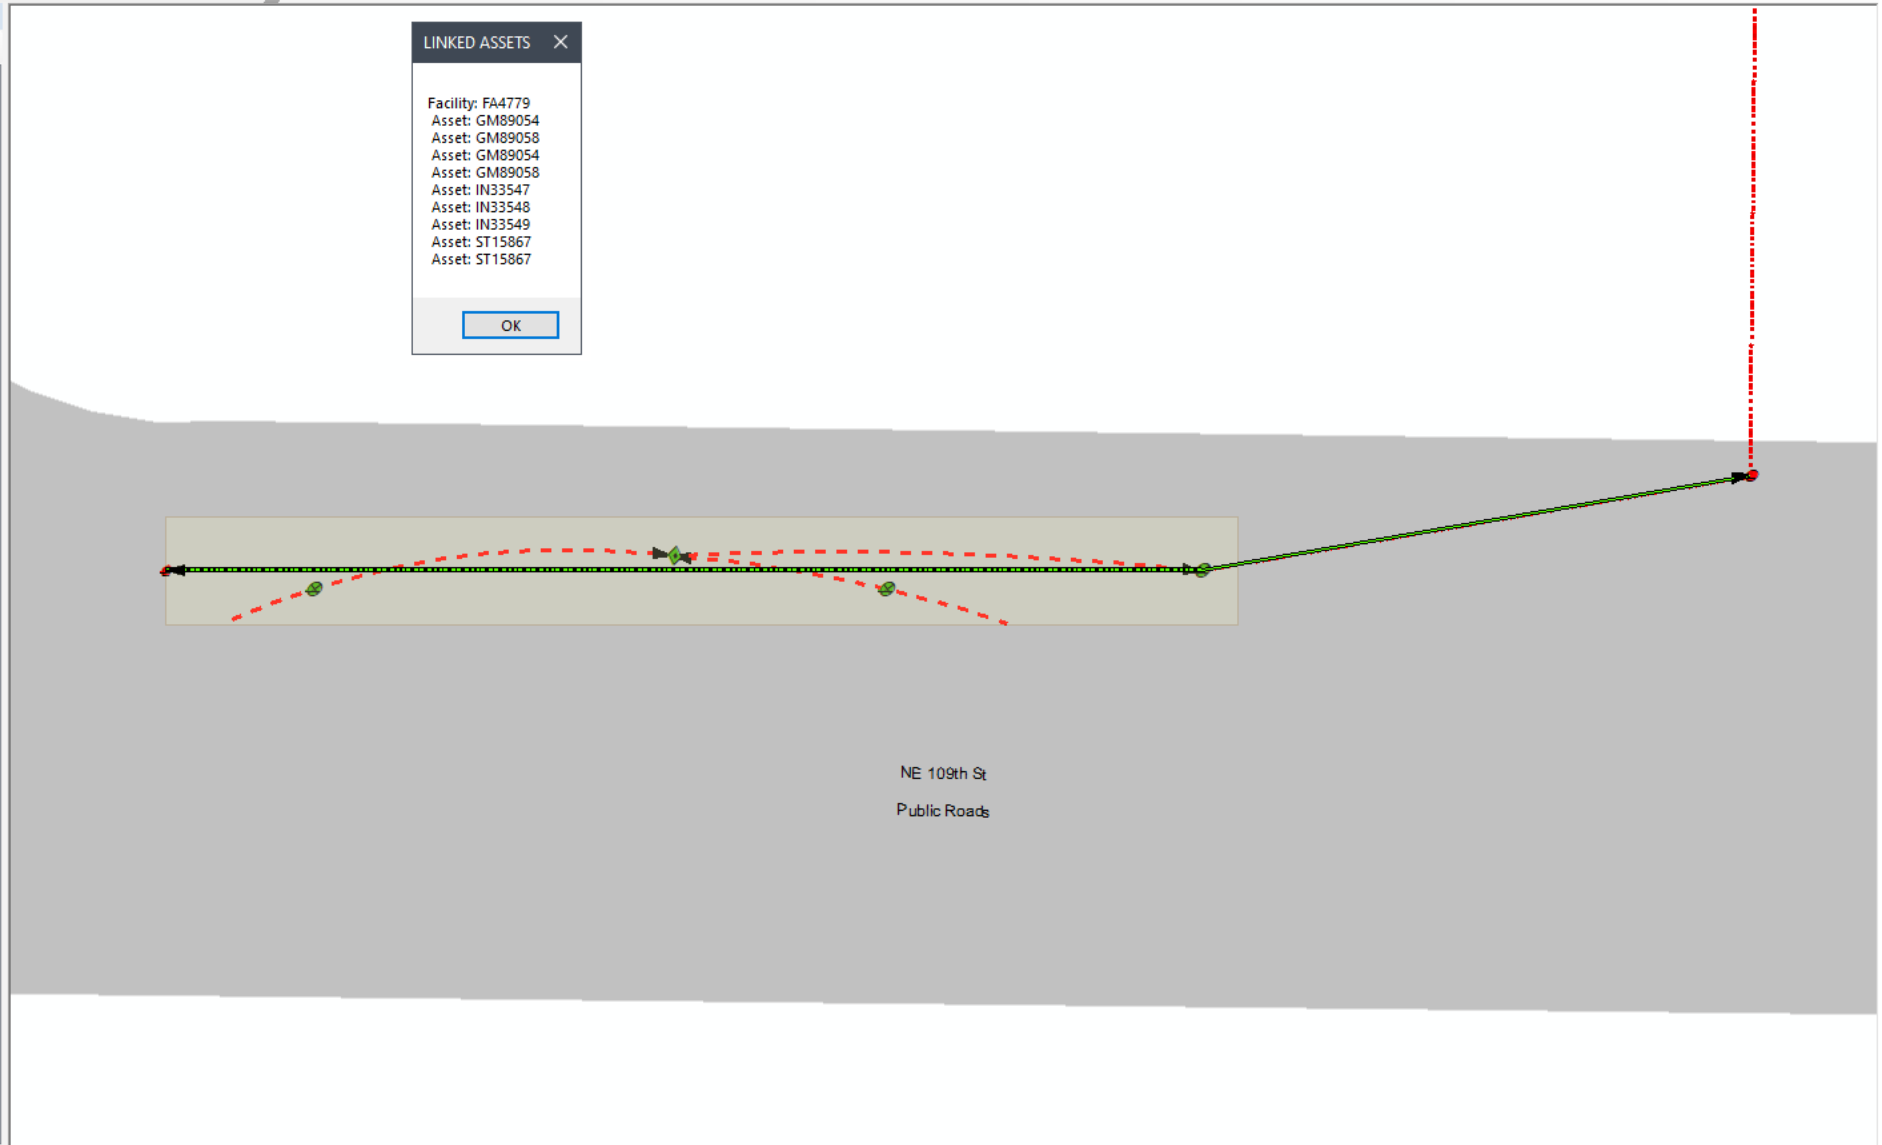 LINKED ASSETS
Facility: FA4779
Asset: GM89054
Asset: GM89058
Asset: GM89054
Asset: GM89058
Asset: IN33547
Asset: IN33548
Asset: IN33549
Asset: ST15867
Asset: ST15867
OK
NE 109th St
Public Roads